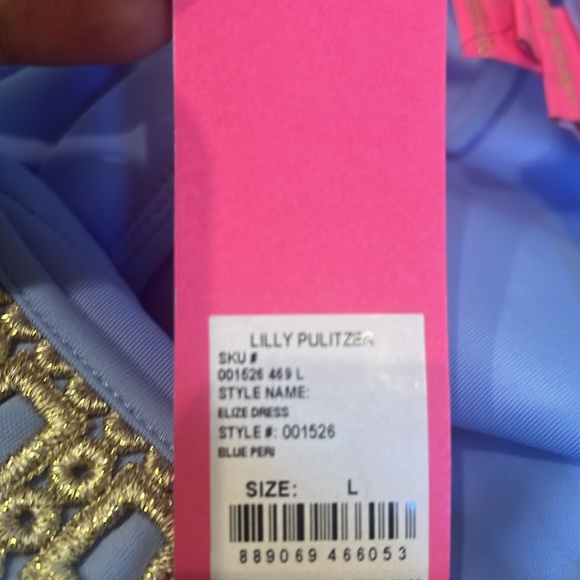 LILLY PULITZER
SKU #
001526 469 L
STYLE NAME:
ELIZE DRESS
STYLE #: 001526
BLUE PERI
SIZE: L
889069 466053